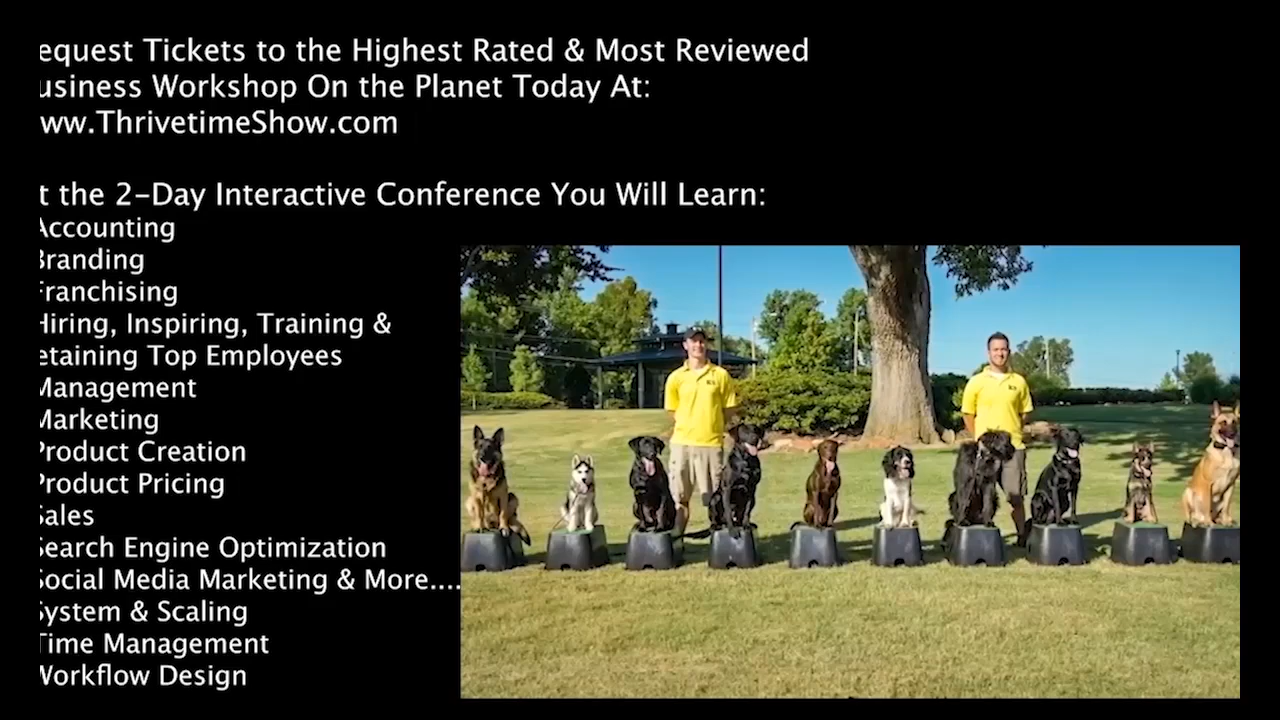 equest Tickets to the Highest Rated & Most Reviewed
usiness Workshop On the Planet Today At:
ww.ThrivetimeShow.com
t the 2-Day Interactive Conference You Will Learn:
Accounting
Branding
Franchising
Hiring, Inspiring, Training &
etaining Top Employees
Management
Marketing
Product Creation
Product Pricing
Sales
Search Engine Optimization
Social Media Marketing & More....
System & Scaling
Time Management
Workflow Design